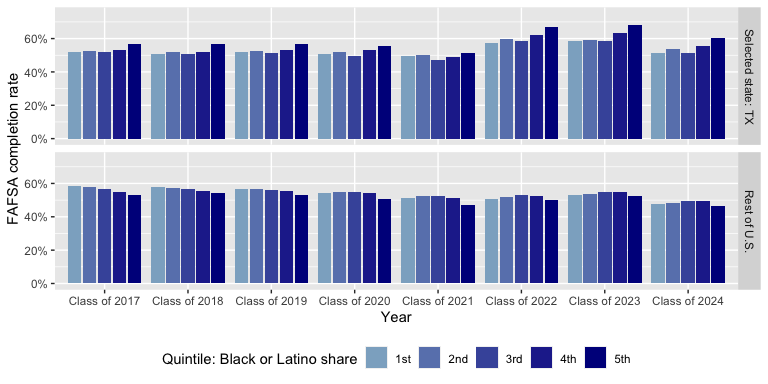 FAFSA completion rate
60%
40%
20%
0%
Selected state: TX
60%
40%
20%
0%
Rest of U.S.
Class of 2017 Class of 2018 Class of 2019 Class of 2020 Class of 2021 Class of 2022 Class of 2023 Class of 2024
Year
Quintile: Black or Latino share 1st 2nd 3rd 4th 5th